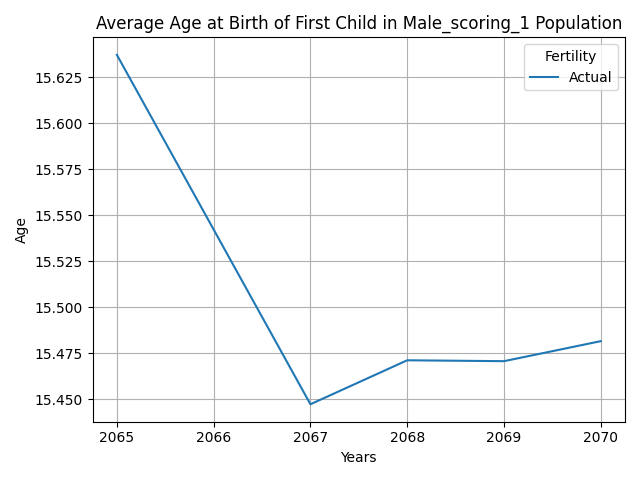 Average Age at Birth of First Child in Male_scoring_1 Population
Fertility
Actual
15.625
15.600
15.575
15.550
15.525
15.500
15.475
15.450
Age
2065 2066 2067 2068 2069 2070
Years